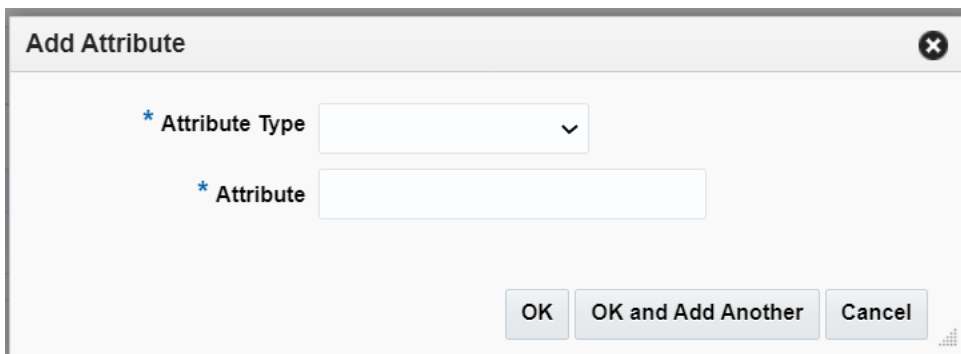 Add Attribute
* Attribute Type
* Attribute
OK OK and Add Another Cancel